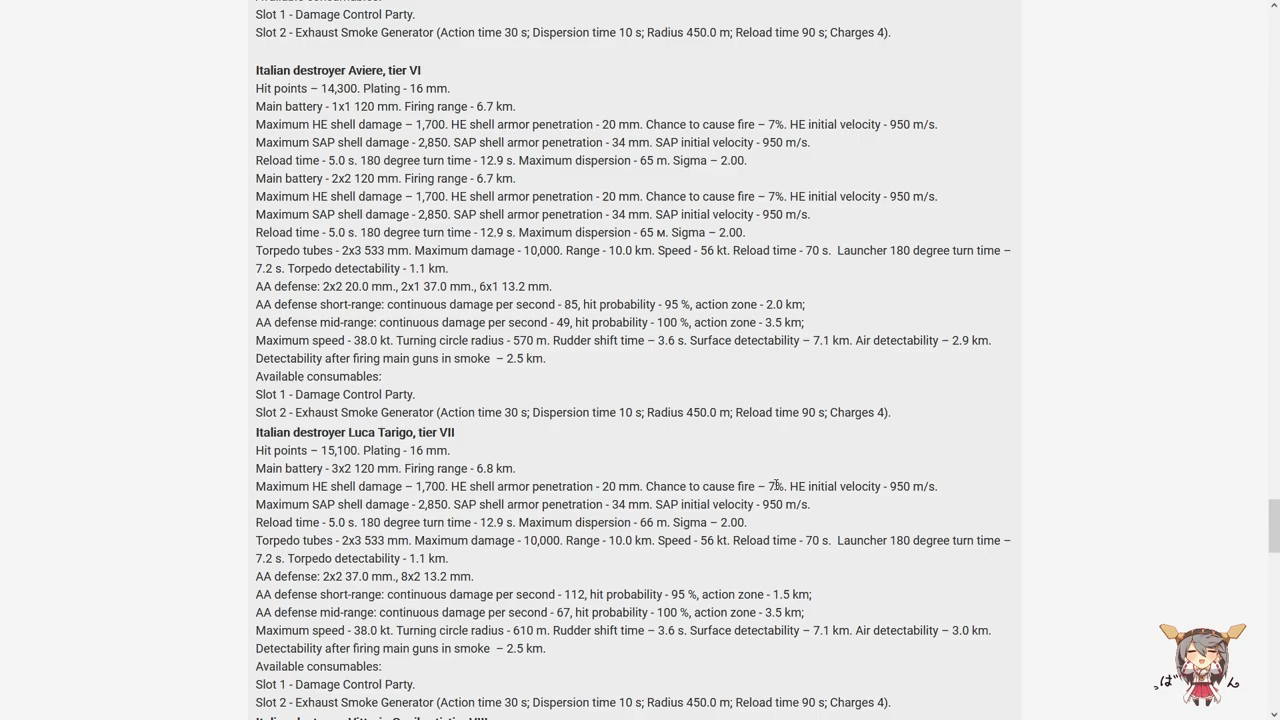 Slot 1 - Damage Control Party.
Slot 2 - Exhaust Smoke Generator (Action time 30 s; Dispersion time 10 s; Radius 450.0 m; Reload time 90 s; Charges 4).
Italian destroyer Aviere, tier VI
Hit points – 14,300. Plating - 16 mm.
Main battery - 1x1 120 mm. Firing range - 6.7 km.
Maximum HE shell damage – 1,700. HE shell armor penetration - 20 mm. Chance to cause fire – 7%. HE initial velocity - 950 m/s.
Maximum SAP shell damage - 2,850. SAP shell armor penetration - 34 mm. SAP initial velocity - 950 m/s.
Reload time - 5.0 s. 180 degree turn time - 12.9 s. Maximum dispersion - 65 m. Sigma – 2.00.
Main battery - 2x2 120 mm. Firing range - 6.7 km.
Maximum HE shell damage – 1,700. HE shell armor penetration - 20 mm. Chance to cause fire – 7%. HE initial velocity - 950 m/s.
Maximum SAP shell damage - 2,850. SAP shell armor penetration - 34 mm. SAP initial velocity - 950 m/s.
Reload time - 5.0 s. 180 degree turn time - 12.9 s. Maximum dispersion - 65 м. Sigma – 2.00.
Torpedo tubes - 2x3 533 mm. Maximum damage - 10,000. Range - 10.0 km. Speed - 56 kt. Reload time - 70 s.  Launcher 180 degree turn time –
7.2 s. Torpedo detectability - 1.1 km.
AA defense: 2x2 20.0 mm., 2x1 37.0 mm., 6x1 13.2 mm.
AA defense short-range: continuous damage per second - 85, hit probability - 95 %, action zone - 2.0 km;
AA defense mid-range: continuous damage per second - 49, hit probability - 100 %, action zone - 3.5 km;
Maximum speed - 38.0 kt. Turning circle radius - 570 m. Rudder shift time – 3.6 s. Surface detectability – 7.1 km. Air detectability – 2.9 km.
Detectability after firing main guns in smoke  – 2.5 km.
Available consumables:
Slot 1 - Damage Control Party.
Slot 2 - Exhaust Smoke Generator (Action time 30 s; Dispersion time 10 s; Radius 450.0 m; Reload time 90 s; Charges 4).
Italian destroyer Luca Tarigo, tier VII
Hit points – 15,100. Plating - 16 mm.
Main battery - 3x2 120 mm. Firing range - 6.8 km.
Maximum HE shell damage – 1,700. HE shell armor penetration - 20 mm. Chance to cause fire – 7%. HE initial velocity - 950 m/s.
Maximum SAP shell damage - 2,850. SAP shell armor penetration - 34 mm. SAP initial velocity - 950 m/s.
Reload time - 5.0 s. 180 degree turn time - 12.9 s. Maximum dispersion - 66 m. Sigma – 2.00.
Torpedo tubes - 2x3 533 mm. Maximum damage - 10,000. Range - 10.0 km. Speed - 56 kt. Reload time - 70 s.  Launcher 180 degree turn time –
7.2 s. Torpedo detectability - 1.1 km.
AA defense: 2x2 37.0 mm., 8x2 13.2 mm.
AA defense short-range: continuous damage per second - 112, hit probability - 95 %, action zone - 1.5 km;
AA defense mid-range: continuous damage per second - 67, hit probability - 100 %, action zone - 3.5 km;
Maximum speed - 38.0 kt. Turning circle radius - 610 m. Rudder shift time – 3.6 s. Surface detectability – 7.1 km. Air detectability – 3.0 km.
Detectability after firing main guns in smoke  – 2.5 km.
Available consumables:
Slot 1 - Damage Control Party.
Slot 2 - Exhaust Smoke Generator (Action time 30 s; Dispersion time 10 s; Radius 450.0 m; Reload time 90 s; Charges 4).
っば ん